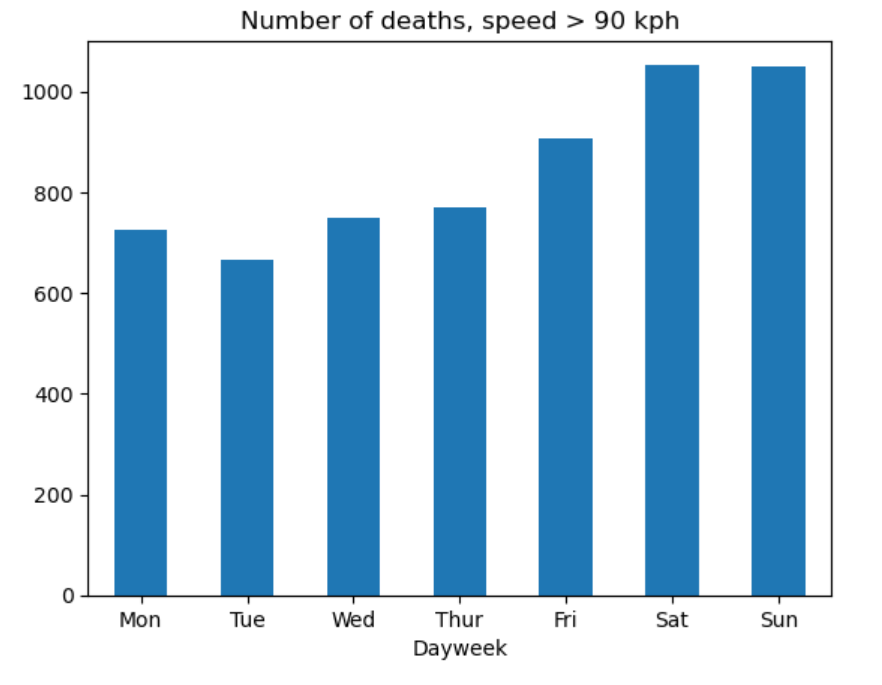 Number of deaths, speed > 90 kph
1000
800
600
400
200
0
Mon Tue Wed Thur Fri Sat Sun
Dayweek